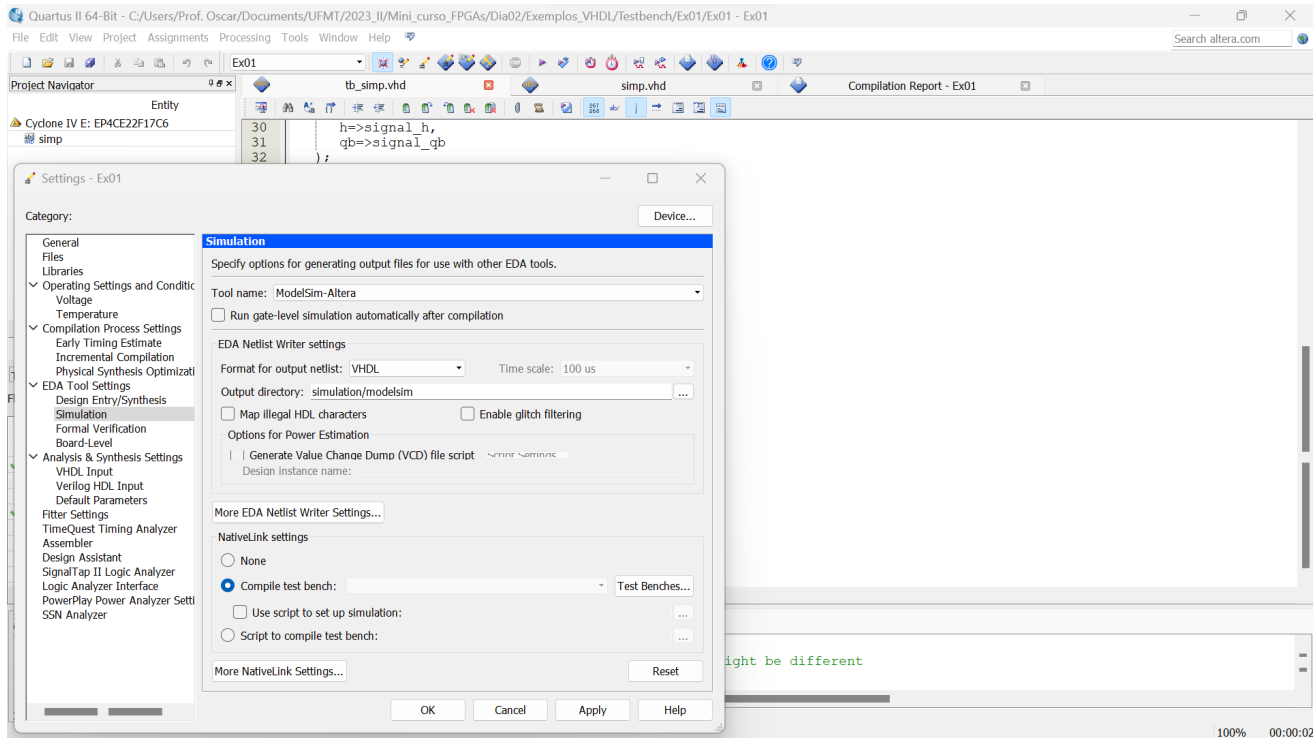 Quartus II 64-Bit - C:/Users/Prof. Oscar/Documents/UFMT/2023_II/Mini_curso_FPGAs/Dia02/Exemplos_VHDL/Testbench/Ex01/Ex01 - Ex01
File Edit View Project Assignments Processing Tools Window Help
Search altera.com
Ex01
Project Navigator
tb_simp.vhd
simp.vhd
Compilation Report - Ex01
Entity
Cyclone IV E: EP4CE22F17C6
simp
267
268
ab/
30 h=>signal_h,
31 qb=>signal_qb
32 );
Settings - Ex01
Category:
Device...
General
Files
Libraries
Operating Settings and Conditic
Voltage
Temperature
Compilation Process Settings
Early Timing Estimate
Incremental Compilation
Physical Synthesis Optimizati
EDA Tool Settings
Design Entry/Synthesis
Simulation
Formal Verification
Board-Level
Analysis & Synthesis Settings
VHDL Input
Verilog HDL Input
Default Parameters
Fitter Settings
TimeQuest Timing Analyzer
Assembler
Design Assistant
SignalTap II Logic Analyzer
Logic Analyzer Interface
PowerPlay Power Analyzer Setti
SSN Analyzer
Simulation
Specify options for generating output files for use with other EDA tools.
Tool name: ModelSim-Altera
Run gate-level simulation automatically after compilation
EDA Netlist Writer settings
Format for output netlist: VHDL Time scale: 100 us
Output directory: simulation/modelsim ...
Map illegal HDL characters Enable glitch filtering
Options for Power Estimation
Generate Value Change Dump (VCD) file script Script Settings
Design instance name:
More EDA Netlist Writer Settings...
NativeLink settings
None
Compile test bench: Test Benches...
Use script to set up simulation: ...
Script to compile test bench: ...
More NativeLink Settings... Reset
OK Cancel Apply Help
ight be different
100% 00:00:02